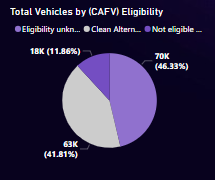 Total Vehicles by (CAFV) Eligibility
Eligibility unkn... Clean Altern... Not eligible ...
18K (11.86%)
70K
(46.33%)
63K
(41.81%)